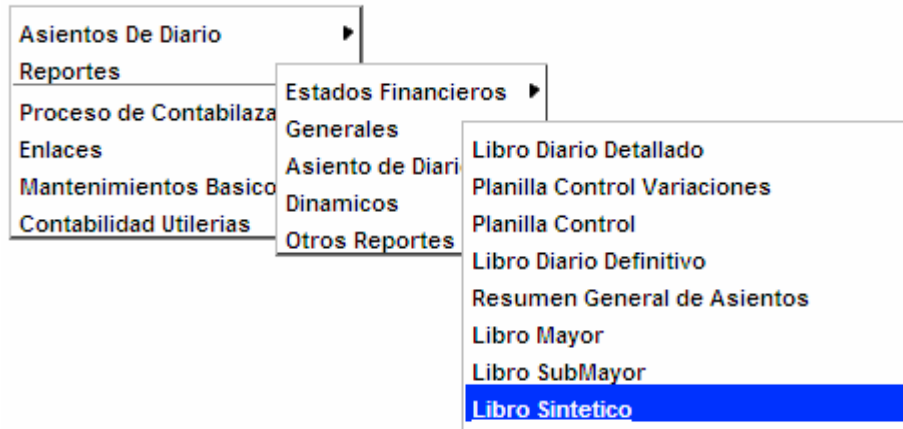 Asientos De Diario
Reportes
Proceso de Contabilaza
Enlaces
Mantenimientos Basico
Contabilidad Utilerias
Estados Financieros
Generales
Asiento de Diari
Dinamicos
Otros Reportes
Libro Diario Detallado
Planilla Control Variaciones
Planilla Control
Libro Diario Definitivo
Resumen General de Asientos
Libro Mayor
Libro SubMayor
Libro Sintetico